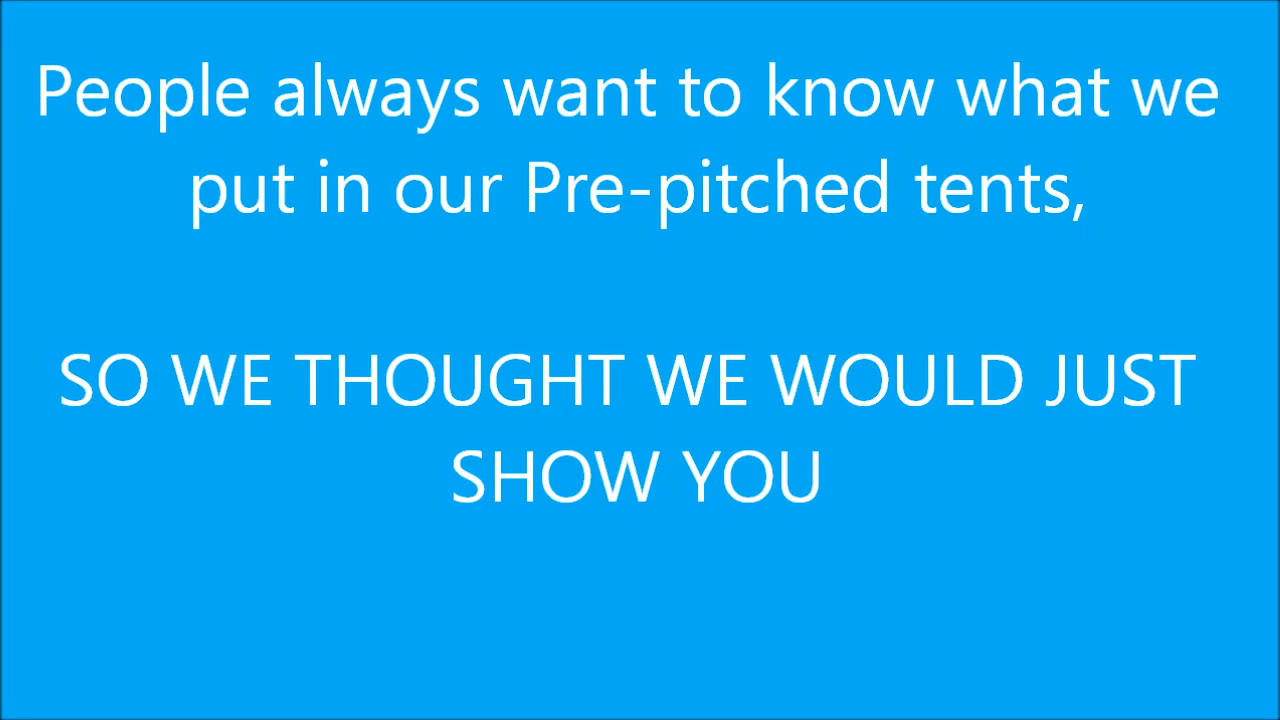 People always want to know what we
put in our Pre-pitched tents,
SO WE THOUGHT WE WOULD JUST
SHOW YOU